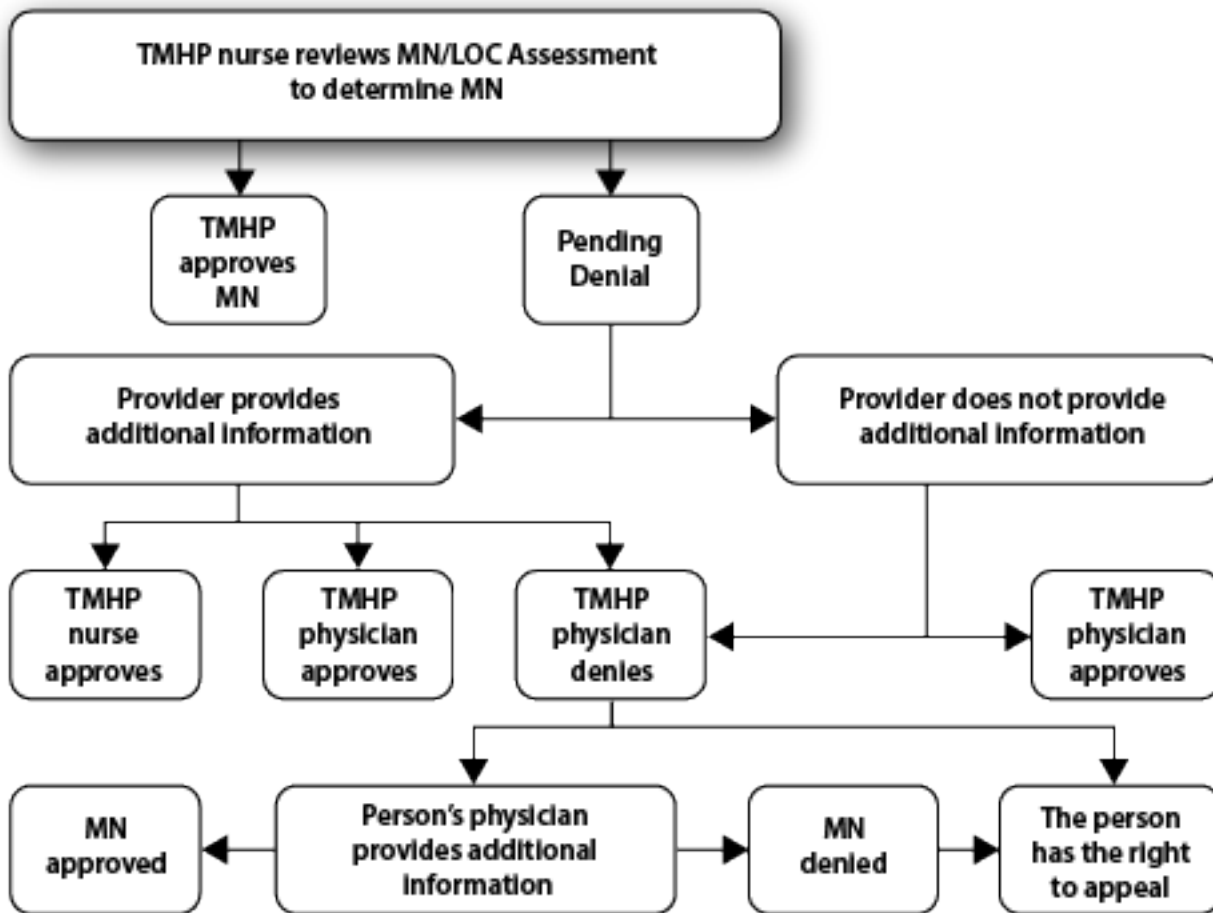 TMHP nurse reviews MN/LOC Assessment
to determine MN
TMHP
approves
MN
Pending
Denial
Provider provides
additional information
Provider does not provide
additional information
TMHP
nurse
approves
TMHP
physician
approves
TMHP
physician
denies
TMHP
physician
approves
MN
approved
Person’s physician
provides additional
information
MN
denied
The person
has the right
to appeal